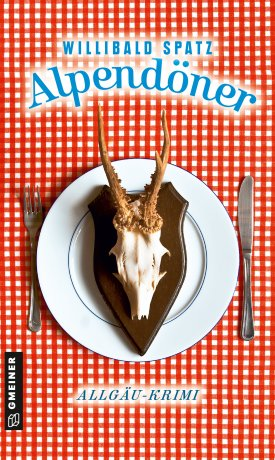 WILLIBALD SPATZ
Alpendöner
ALLGÄU-KRIMI
GMEINER